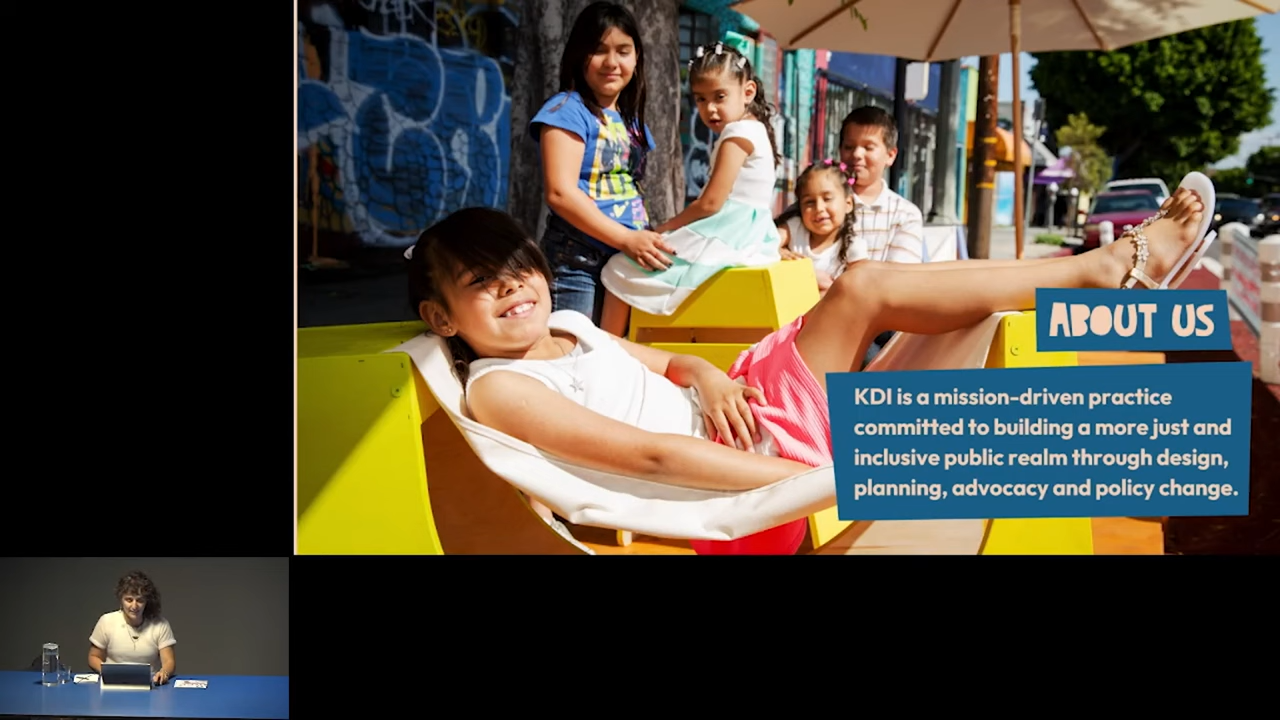 ABOUT US
KDI is a mission-driven practice
committed to building a more just and
inclusive public realm through design,
planning, advocacy and policy change.